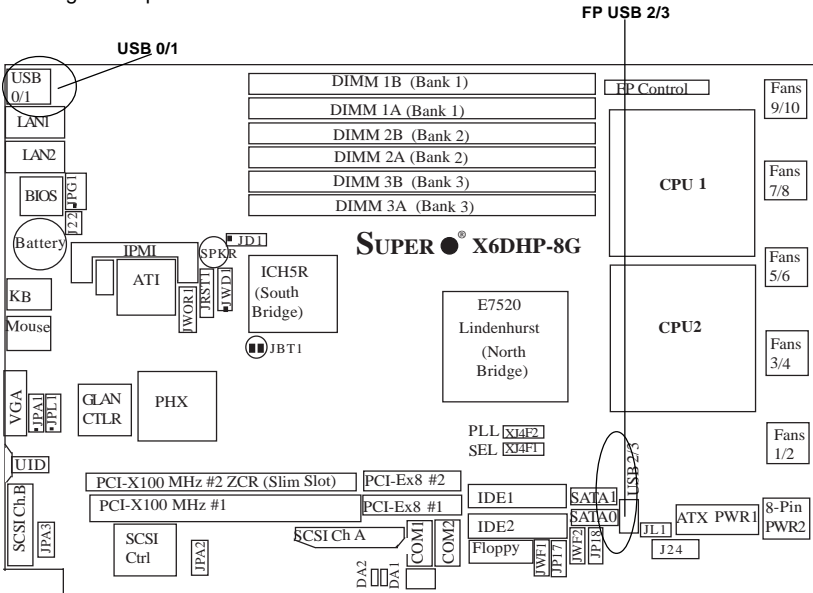 FP USB 2/3
USB 0/1
USB
0/1
LAN1
LAN2
BIOS
JPG1
J22
Battery
KB
Mouse
IPMI
ATI
SPKR
JD1
JWOR1
JRST1
JWD1
ICH5R
(South
Bridge)
JBT1
DIMM 1B (Bank 1)
DIMM 1A (Bank 1)
DIMM 2B (Bank 2)
DIMM 2A (Bank 2)
DIMM 3B (Bank 3)
DIMM 3A (Bank 3)
SUPER ® X6DHP-8G
E7520
Lindenhurst
(North
Bridge)
FP Control
CPU 1
CPU2
Fans
9/10
Fans
7/8
Fans
5/6
Fans
3/4
Fans
1/2
VGA
JPA1
JPL1
GLAN
CTLR
PHX
UID
SCSI Ch.B
JPA3
PLL XJ4F2
SEL XJ4F1
PCI-X100 MHz #2 ZCR (Slim Slot)
PCI-X100 MHz #1
PCI-Ex8 #2
PCI-Ex8 #1
SCSI
Ctrl
JPA2
SCSI Ch A
DA2
DA1
COM1
COM2
IDE1
IDE2
Floppy
JWF1
JP17
JWF2
JP18
SATA1
SATA0
USB 2/3
JL1
J24
ATX PWR1
8-Pin
PWR2